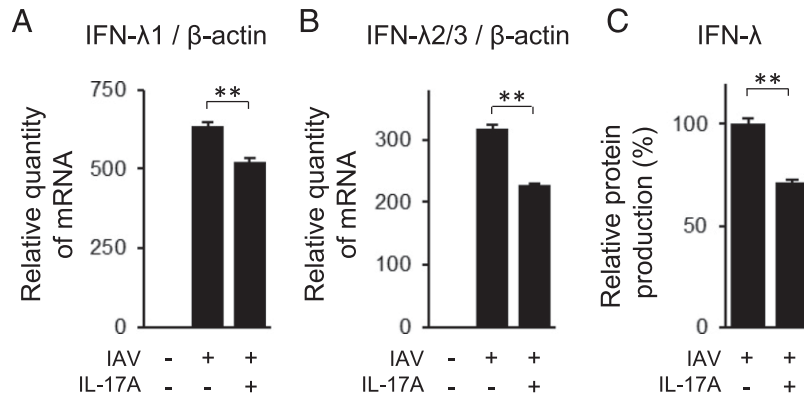 A
IFN-λ1 / β-actin
Relative quantity
of mRNA
750
500
250
0
**
IAV - + +
IL-17A - - +
B
IFN-λ2/3 / β-actin
Relative quantity
of mRNA
300
200
100
0
**
IAV - + +
IL-17A - - +
C
IFN-λ
Relative protein
production (%)
100
50
0
**
IAV + +
IL-17A - +